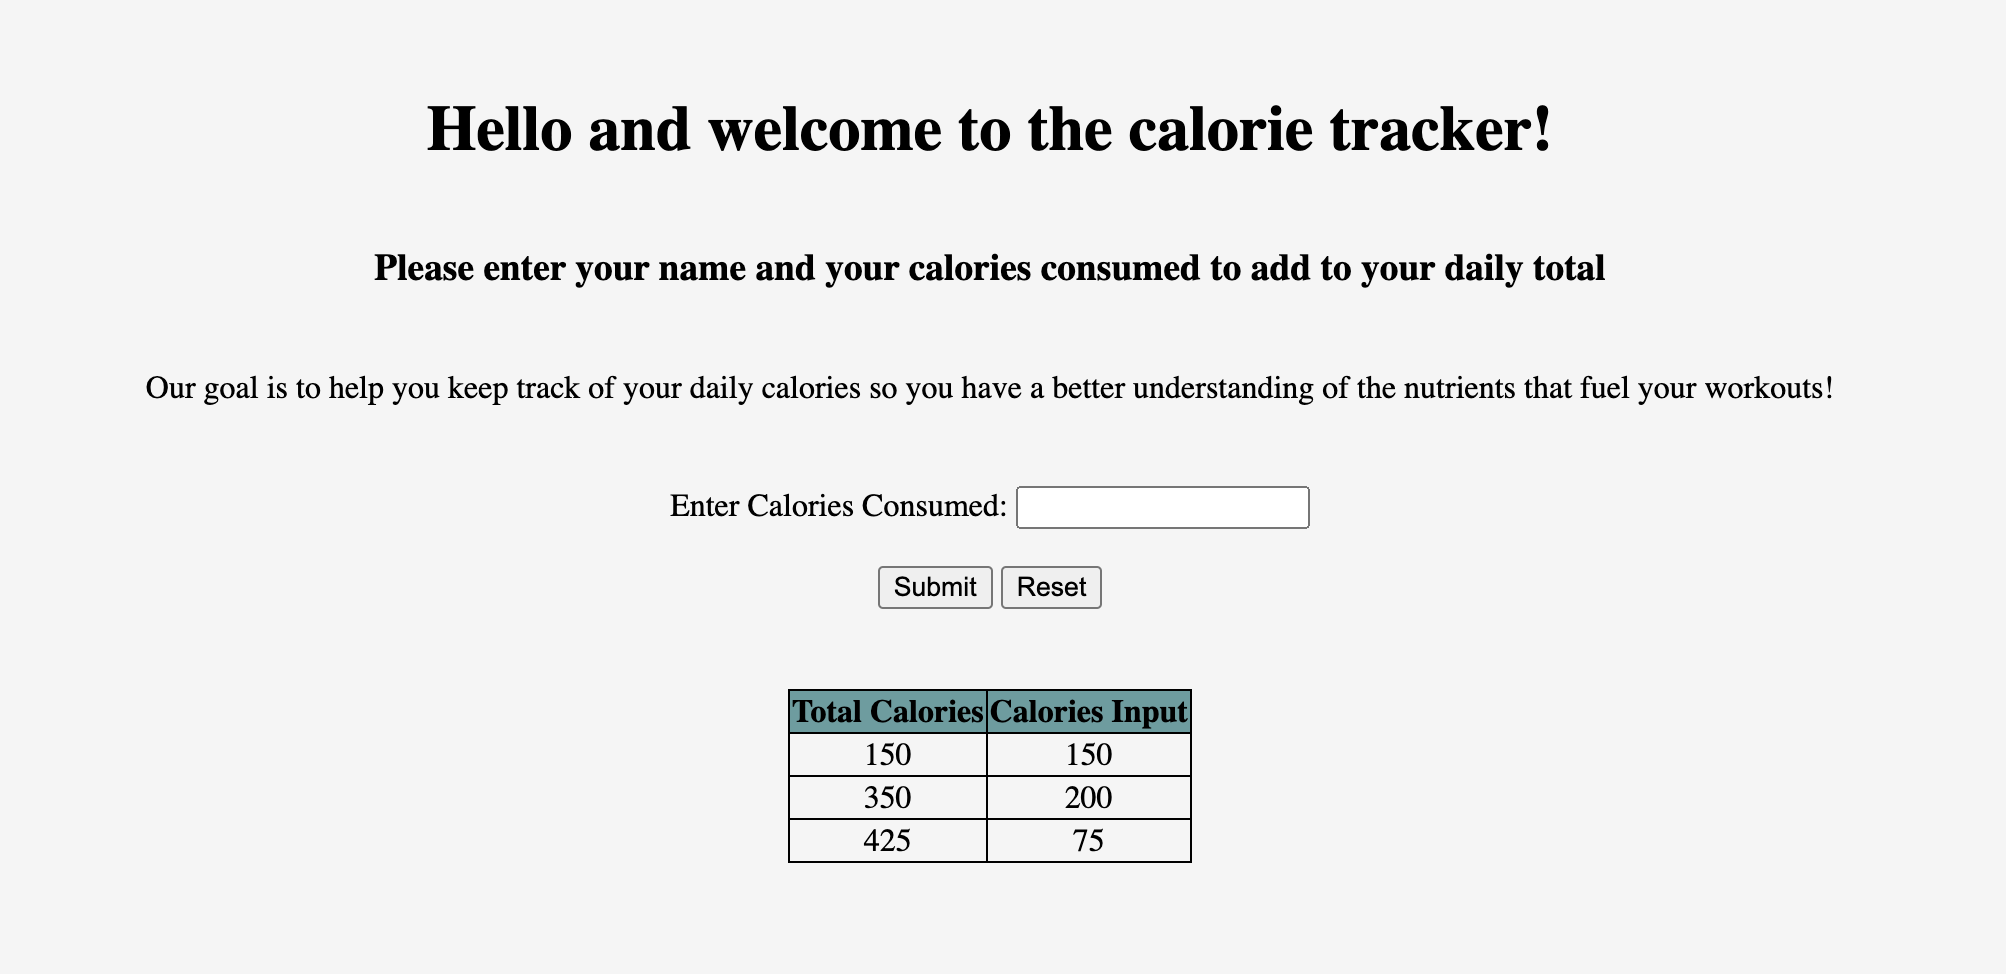 Hello and welcome to the calorie tracker!
Please enter your name and your calories consumed to add to your daily total
Our goal is to help you keep track of your daily calories so you have a better understanding of the nutrients that fuel your workouts!
Enter Calories Consumed:
Submit Reset
Total Calories Calories Input
150 150
350 200
425 75